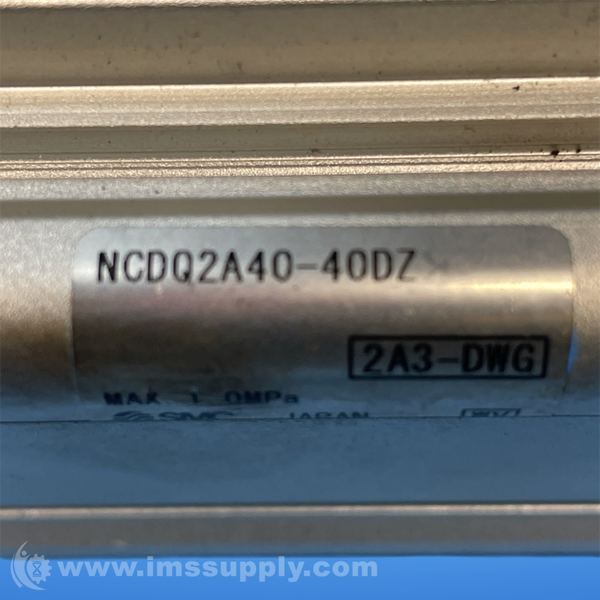 NCDQ2A40-40DZ
2A3-DWG
MAX 1.0MPa
SMC JAPAN
www.imssupply.com